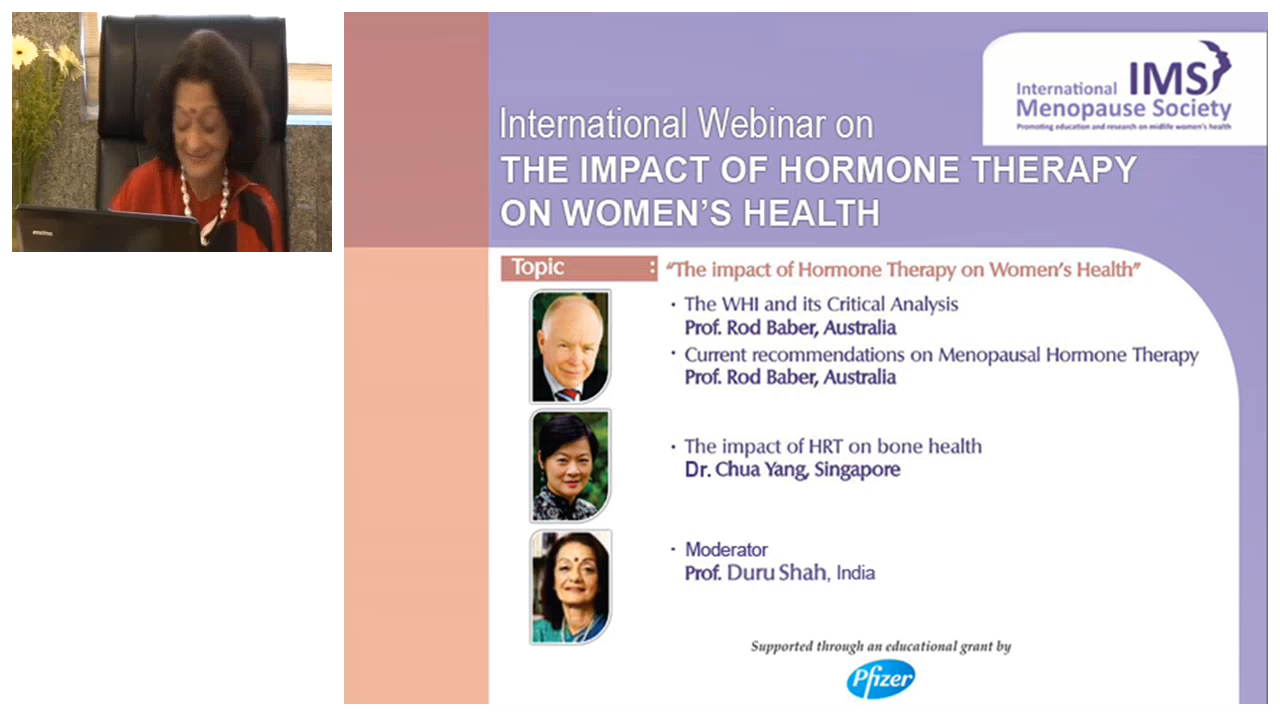 International
IMS
Menopause Society
Promoting education and research on midlife women's health
International Webinar on
THE IMPACT OF HORMONE THERAPY
ON WOMEN'S HEALTH
Topic : "The impact of Hormone Therapy on Women's Health"
· The WHI and its Critical Analysis
Prof. Rod Baber, Australia
· Current recommendations on Menopausal Hormone Therapy
Prof. Rod Baber, Australia
· The impact of HRT on bone health
Dr. Chua Yang, Singapore
· Moderator
Prof. Duru Shah, India
Supported through an educational grant by
Pfizer